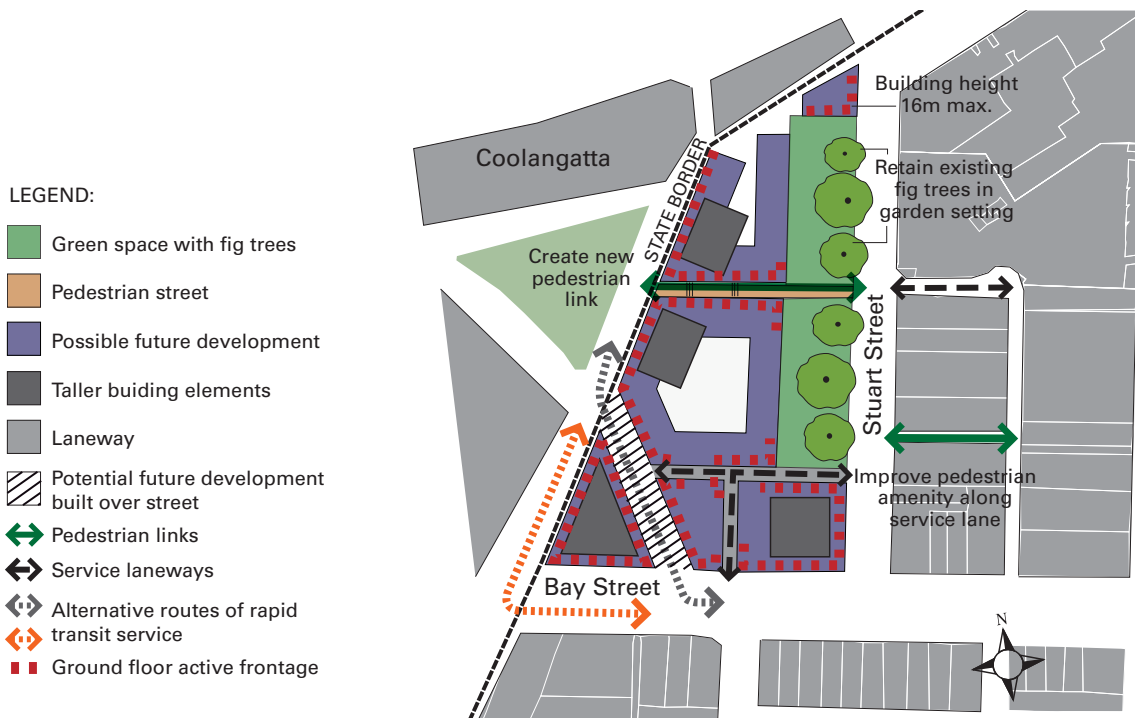 LEGEND:
Green space with fig trees
Pedestrian street
Possible future development
Taller buiding elements
Laneway
Potential future development
built over street
Pedestrian links
Service laneways
Alternative routes of rapid
transit service
Ground floor active frontage
Coolangatta
STATE BORDER
Create new
pedestrian
link
Building height
16m max.
Retain existing
fig trees in
garden setting
Stuart Street
Improve pedestrian
amenity along
service lane
Bay Street
N